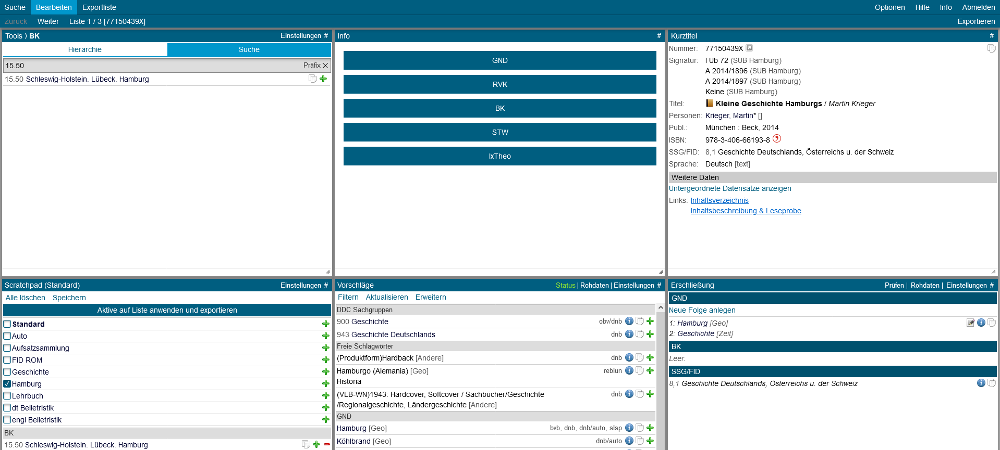 Suche Bearbeiten Exportliste Optionen Hilfe Info Abmelden
Zurück Weiter Liste 1 / 3 [77150439X] Exportieren
Tools ⟩ BK Einstellungen #
Hierarchie Suche
15.50 Präfix
15.50 Schleswig-Holstein. Lübeck. Hamburg
Info #
GND
RVK
BK
STW
IxTheo
Kurztitel #
Nummer: 77150439X
Signatur: I Ub 72 (SUB Hamburg)
A 2014/1896 (SUB Hamburg)
A 2014/1897 (SUB Hamburg)
Keine (SUB Hamburg)
Titel: Kleine Geschichte Hamburgs / Martin Krieger
Personen: Krieger, Martin* []
Publ.: München : Beck, 2014
ISBN: 978-3-406-66193-8
SSG/FID: 8,1 Geschichte Deutschlands, Österreichs u. der Schweiz
Sprache: Deutsch [text]
Weitere Daten
Untergeordnete Datensätze anzeigen
Links: Inhaltsverzeichnis
Inhaltsbeschreibung & Leseprobe
Scratchpad (Standard) Einstellungen #
Alle löschen Speichern
Aktive auf Liste anwenden und exportieren
Standard
Auto
Aufsatzsammlung
FID ROM
Geschichte
Hamburg
Lehrbuch
dt Belletristik
engl Belletristik
BK
15.50 Schleswig-Holstein. Lübeck. Hamburg
Vorschläge Status | Rohdaten | Einstellungen #
Filtern Aktualisieren Erweitern
DDC Sachgruppen
900 Geschichte obv/dnb
943 Geschichte Deutschlands dnb
Freie Schlagwörter
(Produktform)Hardback [Andere] dnb
Hamburgo (Alemania) [Geo] rebiun
Historia
(VLB-WN)1943: Hardcover, Softcover / Sachbücher/Geschichte dnb
/Regionalgeschichte, Ländergeschichte [Andere]
GND
Hamburg [Geo] bvb, dnb, dnb/auto, slsp
Köhlbrand [Geo] dnb/auto
Erschließung Prüfen | Rohdaten | Einstellungen #
GND
Neue Folge anlegen
1: Hamburg [Geo]
2: Geschichte [Zeit]
BK
Leer.
SSG/FID
8,1 Geschichte Deutschlands, Österreichs u. der Schweiz